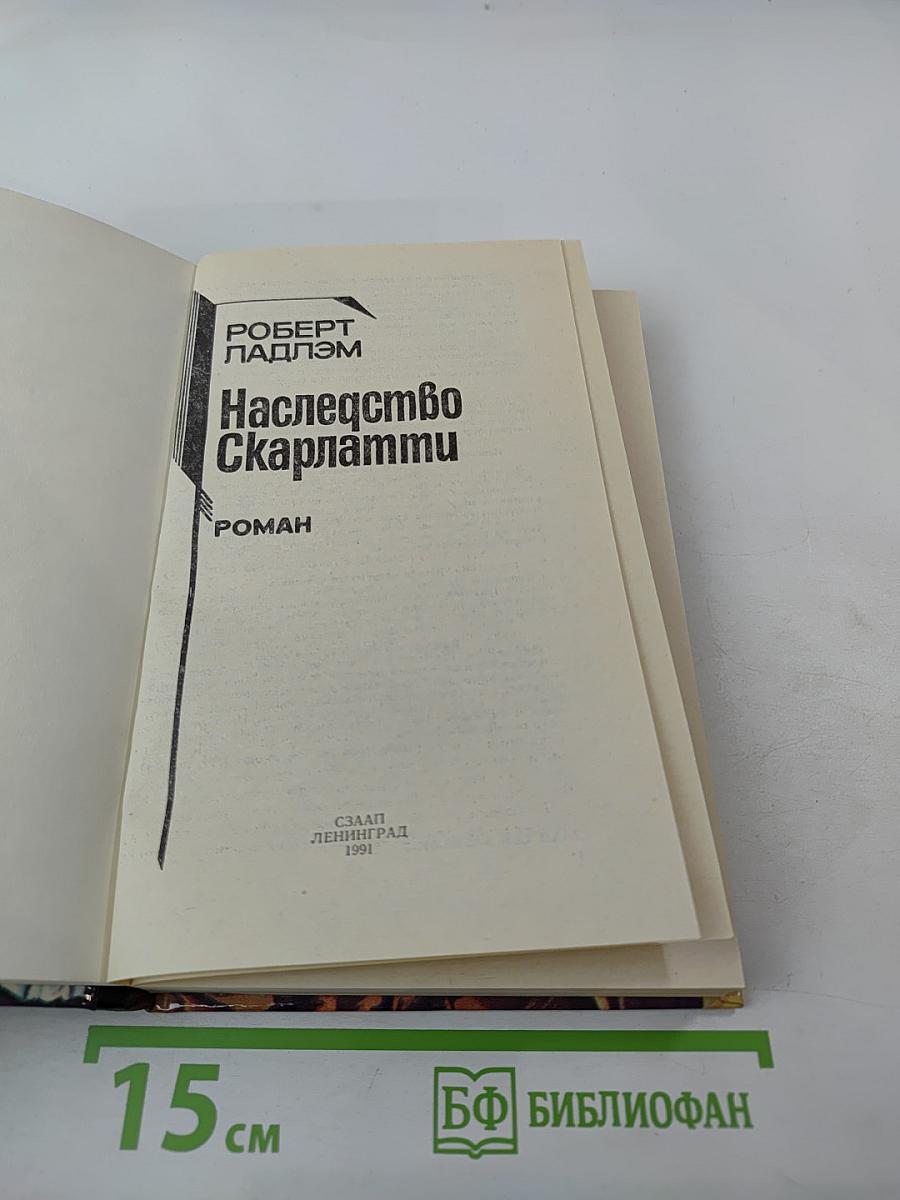 РОБЕРТ
ЛАДЛЭМ
Наследство
Скарлатти
РОМАН
СЗААП
ЛЕНИНГРАД
1991
15 см
БФ БИБЛИОФАН